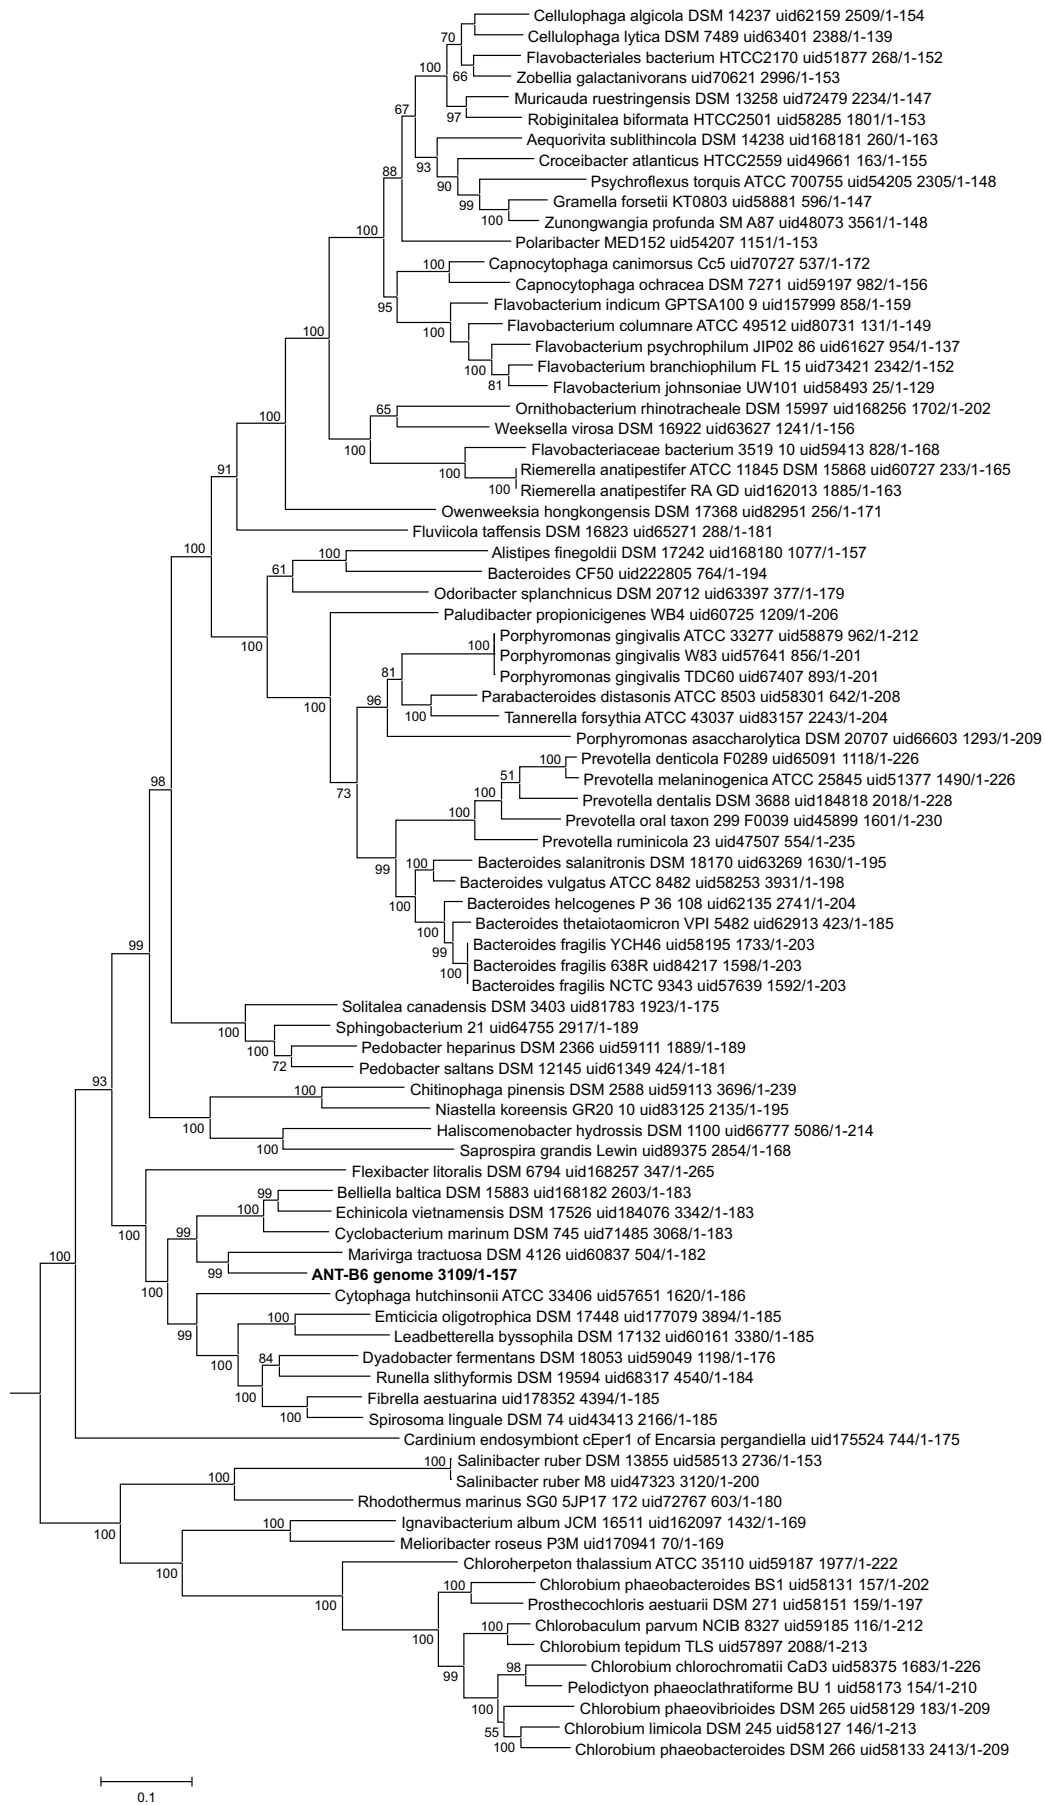 Cellulophaga algicola DSM 14237 uid62159 2509/1-154
70
Cellulophaga lytica DSM 7489 uid63401 2388/1-139
Flavobacteriales bacterium HTCC2170 uid51877 268/1-152
100
66
Zobellia galactanivorans uid70621 2996/1-153
Muricauda ruestringensis DSM 13258 uid72479 2234/1-147
67
97
Robiginitalea biformata HTCC2501 uid58285 1801/1-153
Aequorivita sublithincola DSM 14238 uid168181 260/1-163
93
Croceibacter atlanticus HTCC2559 uid49661 163/1-155
88
90
Psychroflexus torquis ATCC 700755 uid54205 2305/1-148
99
Gramella forsetii KT0803 uid58881 596/1-147
100
Zunongwangia profunda SM A87 uid48073 3561/1-148
100
Polaribacter MED152 uid54207 1151/1-153
100
Capnocytophaga canimorsus Cc5 uid70727 537/1-172
Capnocytophaga ochracea DSM 7271 uid59197 982/1-156
95
Flavobacterium indicum GPTSA100 9 uid157999 858/1-159
100
100
Flavobacterium columnare ATCC 49512 uid80731 131/1-149
Flavobacterium psychrophilum JIP02 86 uid61627 954/1-137
100
Flavobacterium branchiophilum FL 15 uid73421 2342/1-152
81
Flavobacterium johnsoniae UW101 uid58493 25/1-129
65
Ornithobacterium rhinotracheale DSM 15997 uid168256 1702/1-202
100
Weeksella virosa DSM 16922 uid63627 1241/1-156
100
Flavobacteriaceae bacterium 3519 10 uid59413 828/1-168
91
100
Riemerella anatipestifer ATCC 11845 DSM 15868 uid60727 233/1-165
100
Riemerella anatipestifer RA GD uid162013 1885/1-163
Owenweeksia hongkongensis DSM 17368 uid82951 256/1-171
Fluviicola taffensis DSM 16823 uid65271 288/1-181
100
100
Alistipes finegoldii DSM 17242 uid168180 1077/1-157
61
Bacteroides CF50 uid222805 764/1-194
Odoribacter splanchnicus DSM 20712 uid63397 377/1-179
Paludibacter propionicigenes WB4 uid60725 1209/1-206
100
Porphyromonas gingivalis ATCC 33277 uid58879 962/1-212
100
Porphyromonas gingivalis W83 uid57641 856/1-201
81
Porphyromonas gingivalis TDC60 uid67407 893/1-201
Parabacteroides distasonis ATCC 8503 uid58301 642/1-208
96
100
100
Tannerella forsythia ATCC 43037 uid83157 2243/1-204
Porphyromonas asaccharolytica DSM 20707 uid66603 1293/1-209
100
Prevotella denticola F0289 uid65091 1118/1-226
51
Prevotella melaninogenica ATCC 25845 uid51377 1490/1-226
98
73
100
Prevotella dentalis DSM 3688 uid184818 2018/1-228
100
Prevotella oral taxon 299 F0039 uid45899 1601/1-230
Prevotella ruminicola 23 uid47507 554/1-235
99
100
Bacteroides salanitronis DSM 18170 uid63269 1630/1-195
Bacteroides vulgatus ATCC 8482 uid58253 3931/1-198
100
Bacteroides helcogenes P 36 108 uid62135 2741/1-204
100
Bacteroides thetaiotaomicron VPI 5482 uid62913 423/1-185
99
99
Bacteroides fragilis YCH46 uid58195 1733/1-203
100
Bacteroides fragilis 638R uid84217 1598/1-203
Bacteroides fragilis NCTC 9343 uid57639 1592/1-203
Solitalea canadensis DSM 3403 uid81783 1923/1-175
100
Sphingobacterium 21 uid64755 2917/1-189
100
Pedobacter heparinus DSM 2366 uid59111 1889/1-189
72
Pedobacter saltans DSM 12145 uid61349 424/1-181
93
100
Chitinophaga pinensis DSM 2588 uid59113 3696/1-239
Niastella koreensis GR20 10 uid83125 2135/1-195
100
Haliscomenobacter hydrossis DSM 1100 uid66777 5086/1-214
100
Saprospira grandis Lewin uid89375 2854/1-168
Flexibacter litoralis DSM 6794 uid168257 347/1-265
99
Belliella baltica DSM 15883 uid168182 2603/1-183
100
Echinicola vietnamensis DSM 17526 uid184076 3342/1-183
100
99
Cyclobacterium marinum DSM 745 uid71485 3068/1-183
100
Marivirga tractuosa DSM 4126 uid60837 504/1-182
99
ANT-B6 genome 3109/1-157
100
Cytophaga hutchinsonii ATCC 33406 uid57651 1620/1-186
100
Emticicia oligotrophica DSM 17448 uid177079 3894/1-185
99
Leadbetterella byssophila DSM 17132 uid60161 3380/1-185
100
84
Dyadobacter fermentans DSM 18053 uid59049 1198/1-176
Runella slithyformis DSM 19594 uid68317 4540/1-184
100
Fibrella aestuarina uid178352 4394/1-185
100
Spirosoma linguale DSM 74 uid43413 2166/1-185
Cardinium endosymbiont cEper1 of Encarsia pergandiella uid175524 744/1-175
100
Salinibacter ruber DSM 13855 uid58513 2736/1-153
100
Salinibacter ruber M8 uid47323 3120/1-200
Rhodothermus marinus SG0 5JP17 172 uid72767 603/1-180
100
100
Ignavibacterium album JCM 16511 uid162097 1432/1-169
Melioribacter roseus P3M uid170941 70/1-169
100
Chloroherpeton thalassium ATCC 35110 uid59187 1977/1-222
100
100
Chlorobium phaeobacteroides BS1 uid58131 157/1-202
Prosthecochloris aestuarii DSM 271 uid58151 159/1-197
100
100
Chlorobaculum parvum NCIB 8327 uid59185 116/1-212
Chlorobium tepidum TLS uid57897 2088/1-213
99
98
Chlorobium chlorochromatii CaD3 uid58375 1683/1-226
Pelodictyon phaeoclathratiforme BU 1 uid58173 154/1-210
100
Chlorobium phaeovibrioides DSM 265 uid58129 183/1-209
55
Chlorobium limicola DSM 245 uid58127 146/1-213
100
Chlorobium phaeobacteroides DSM 266 uid58133 2413/1-209
0.1